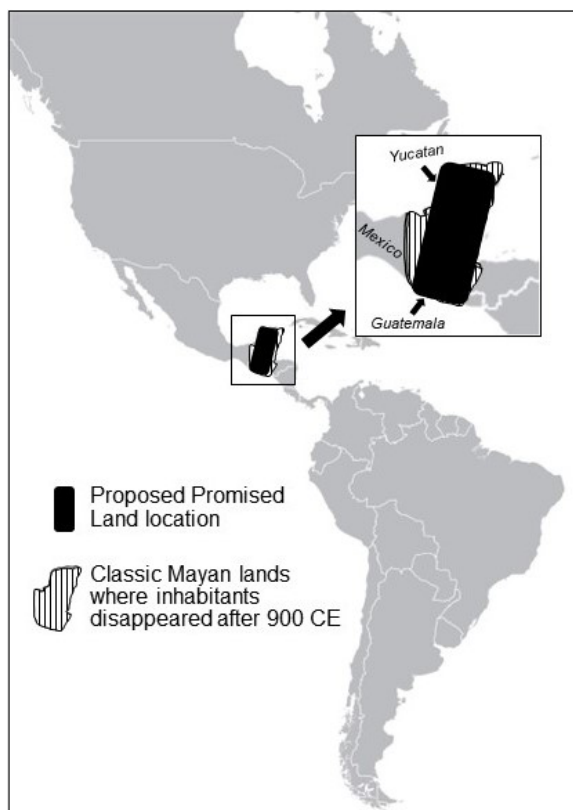 Yucatan
Mexico
Guatemala
Proposed Promised
Land location
Classic Mayan lands
where inhabitants
disappeared after 900 CE